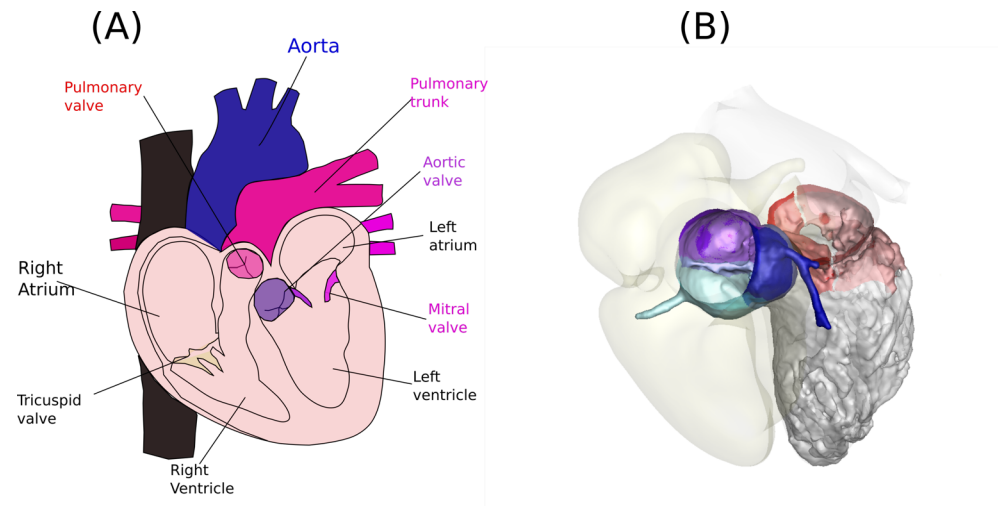 (A)
(B)
Aorta
Pulmonary
valve
Pulmonary
trunk
Aortic
valve
Left
atrium
Right
Atrium
Mitral
valve
Left
ventricle
Tricuspid
valve
Right
Ventricle